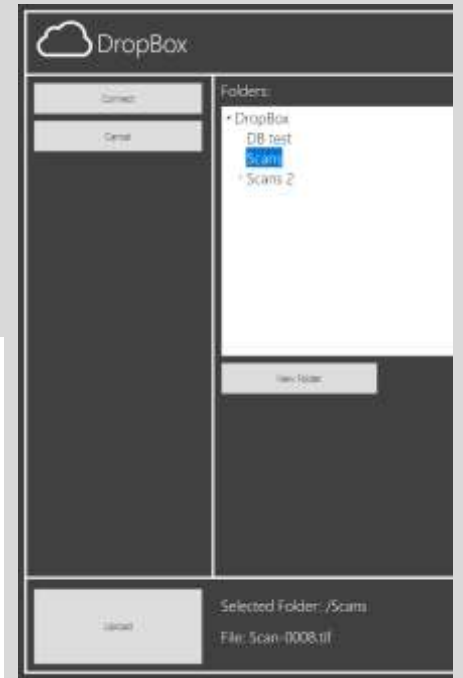 DropBox
Connect
Cancel
Folders:
DropBox
DB test
Scans
Scans 2
New Folder
Upload
Selected Folder: /Scans
File: Scan-0008.tif